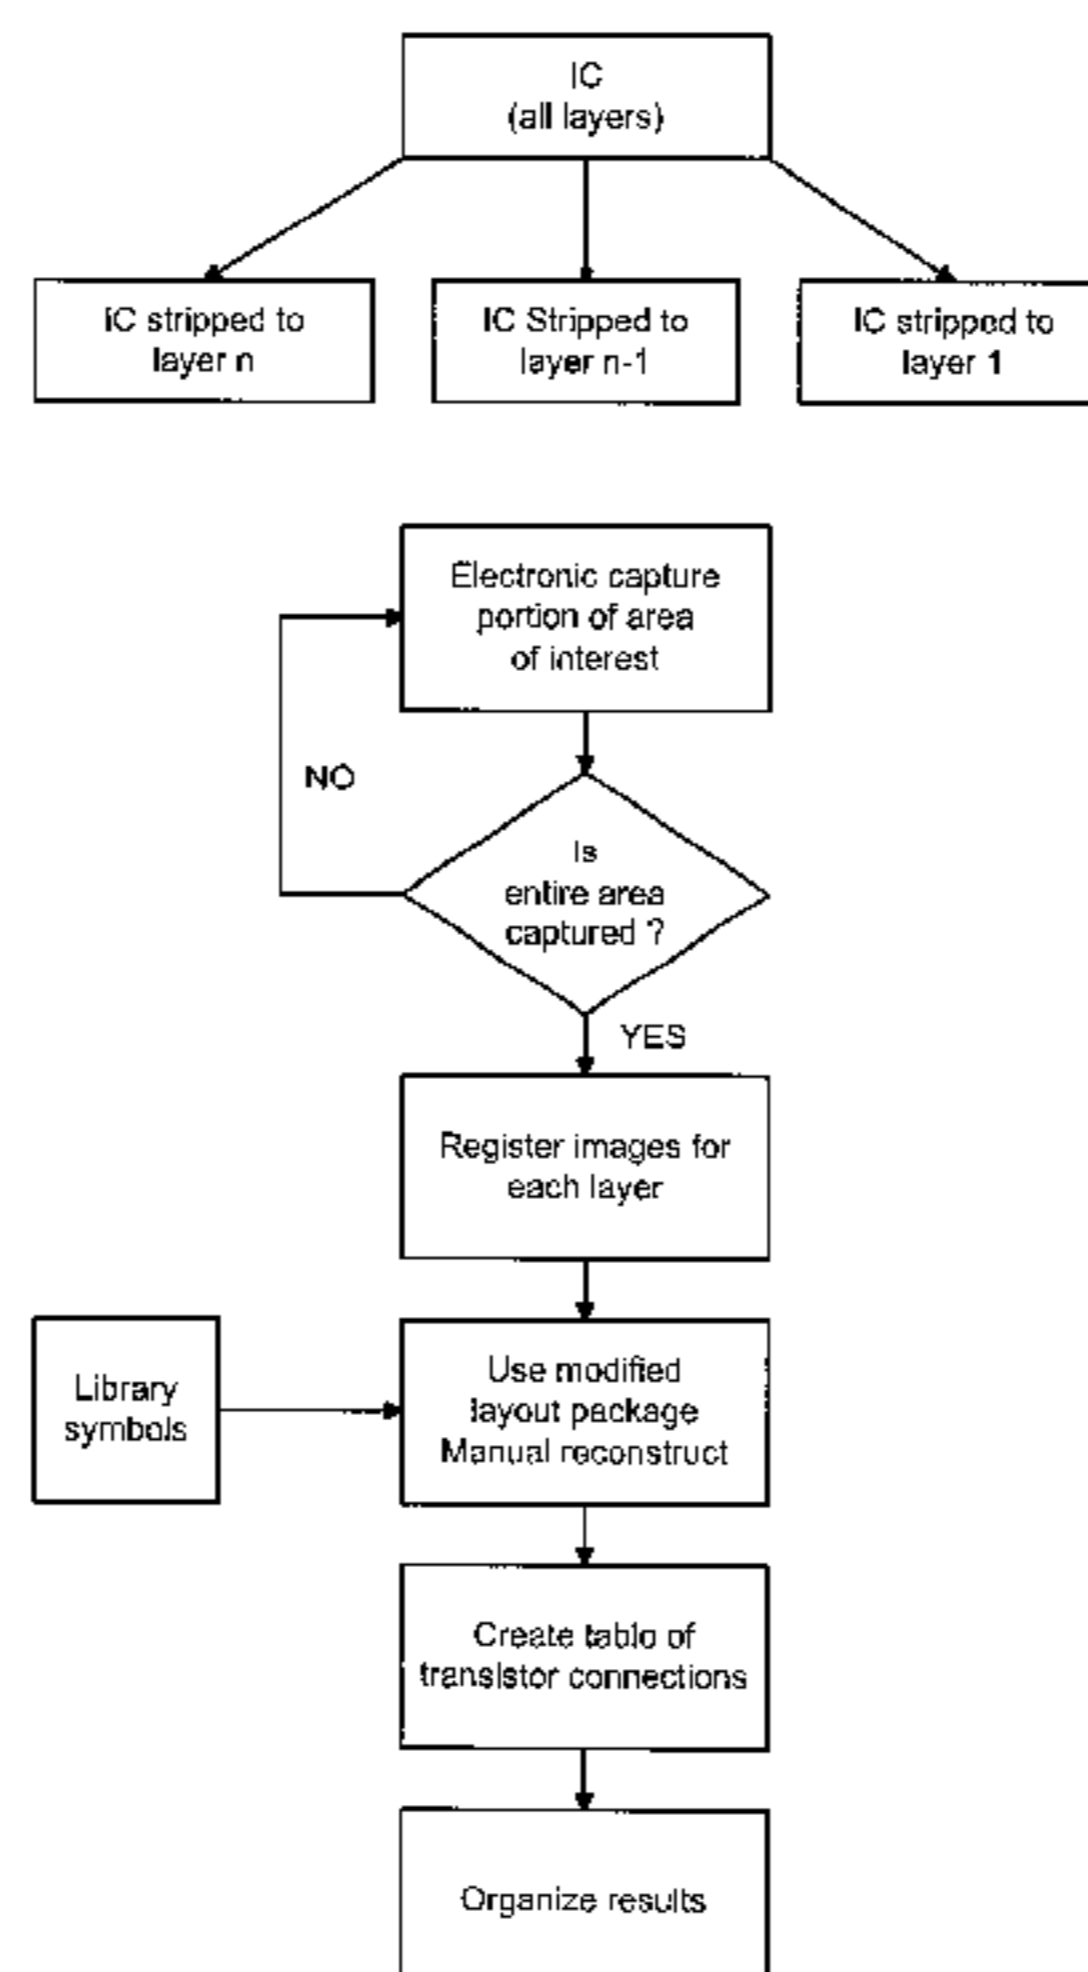 IC
(all layers)
IC stripped to
layer n
IC Stripped to
layer n-1
IC stripped to
layer 1
Electronic capture
portion of area
of interest
NO
Is
entire area
captured ?
YES
Register images for
each layer
Library
symbols
Use modified
layout package
Manual reconstruct
Create table of
transistor connections
Organize results